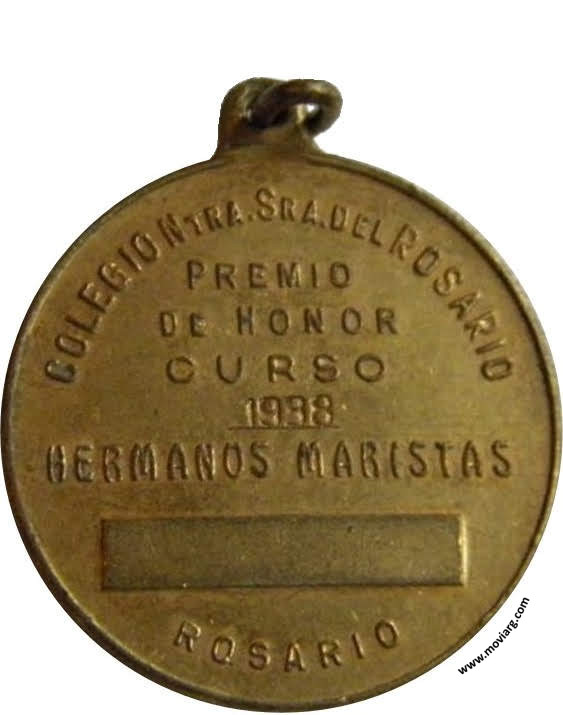 COLEGIO NTRA. SRA. DEL ROSARIO
PREMIO
DE HONOR
CURSO
1938
HERMANOS MARISTAS
ROSARIO
www.moviarg.com